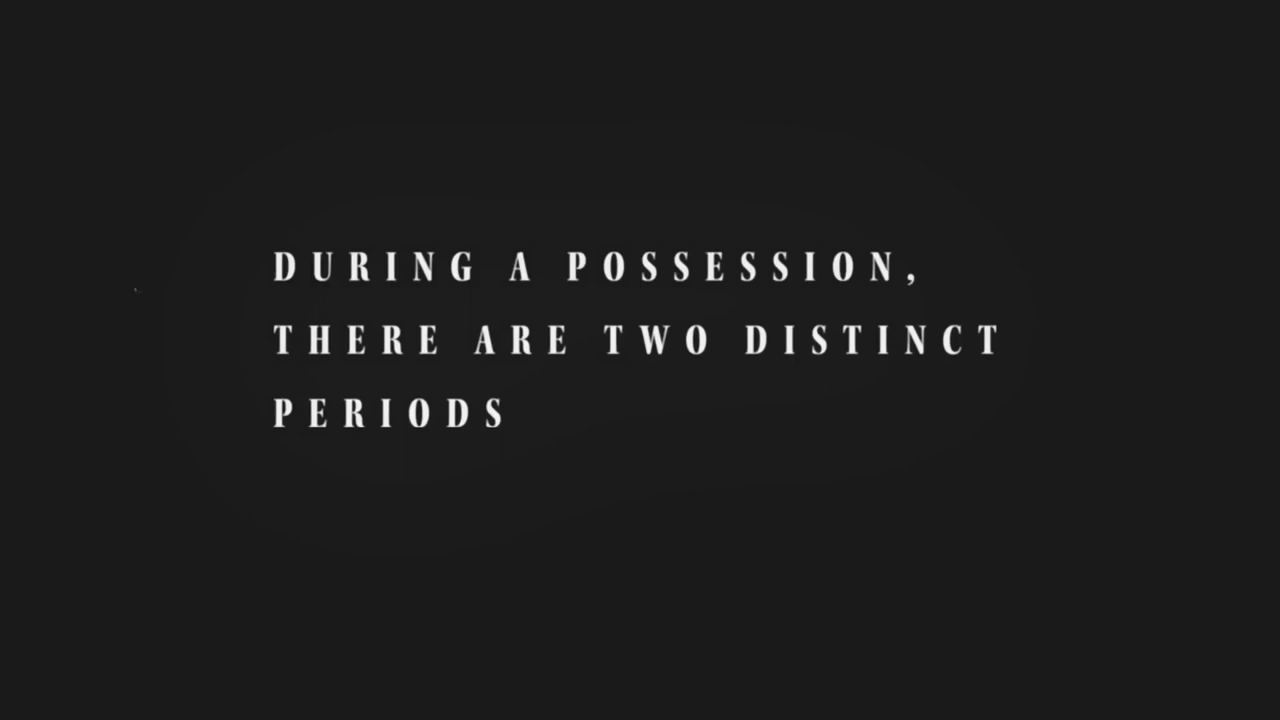 DURING A POSSESSION,
THERE ARE TWO DISTINCT
PERIODS